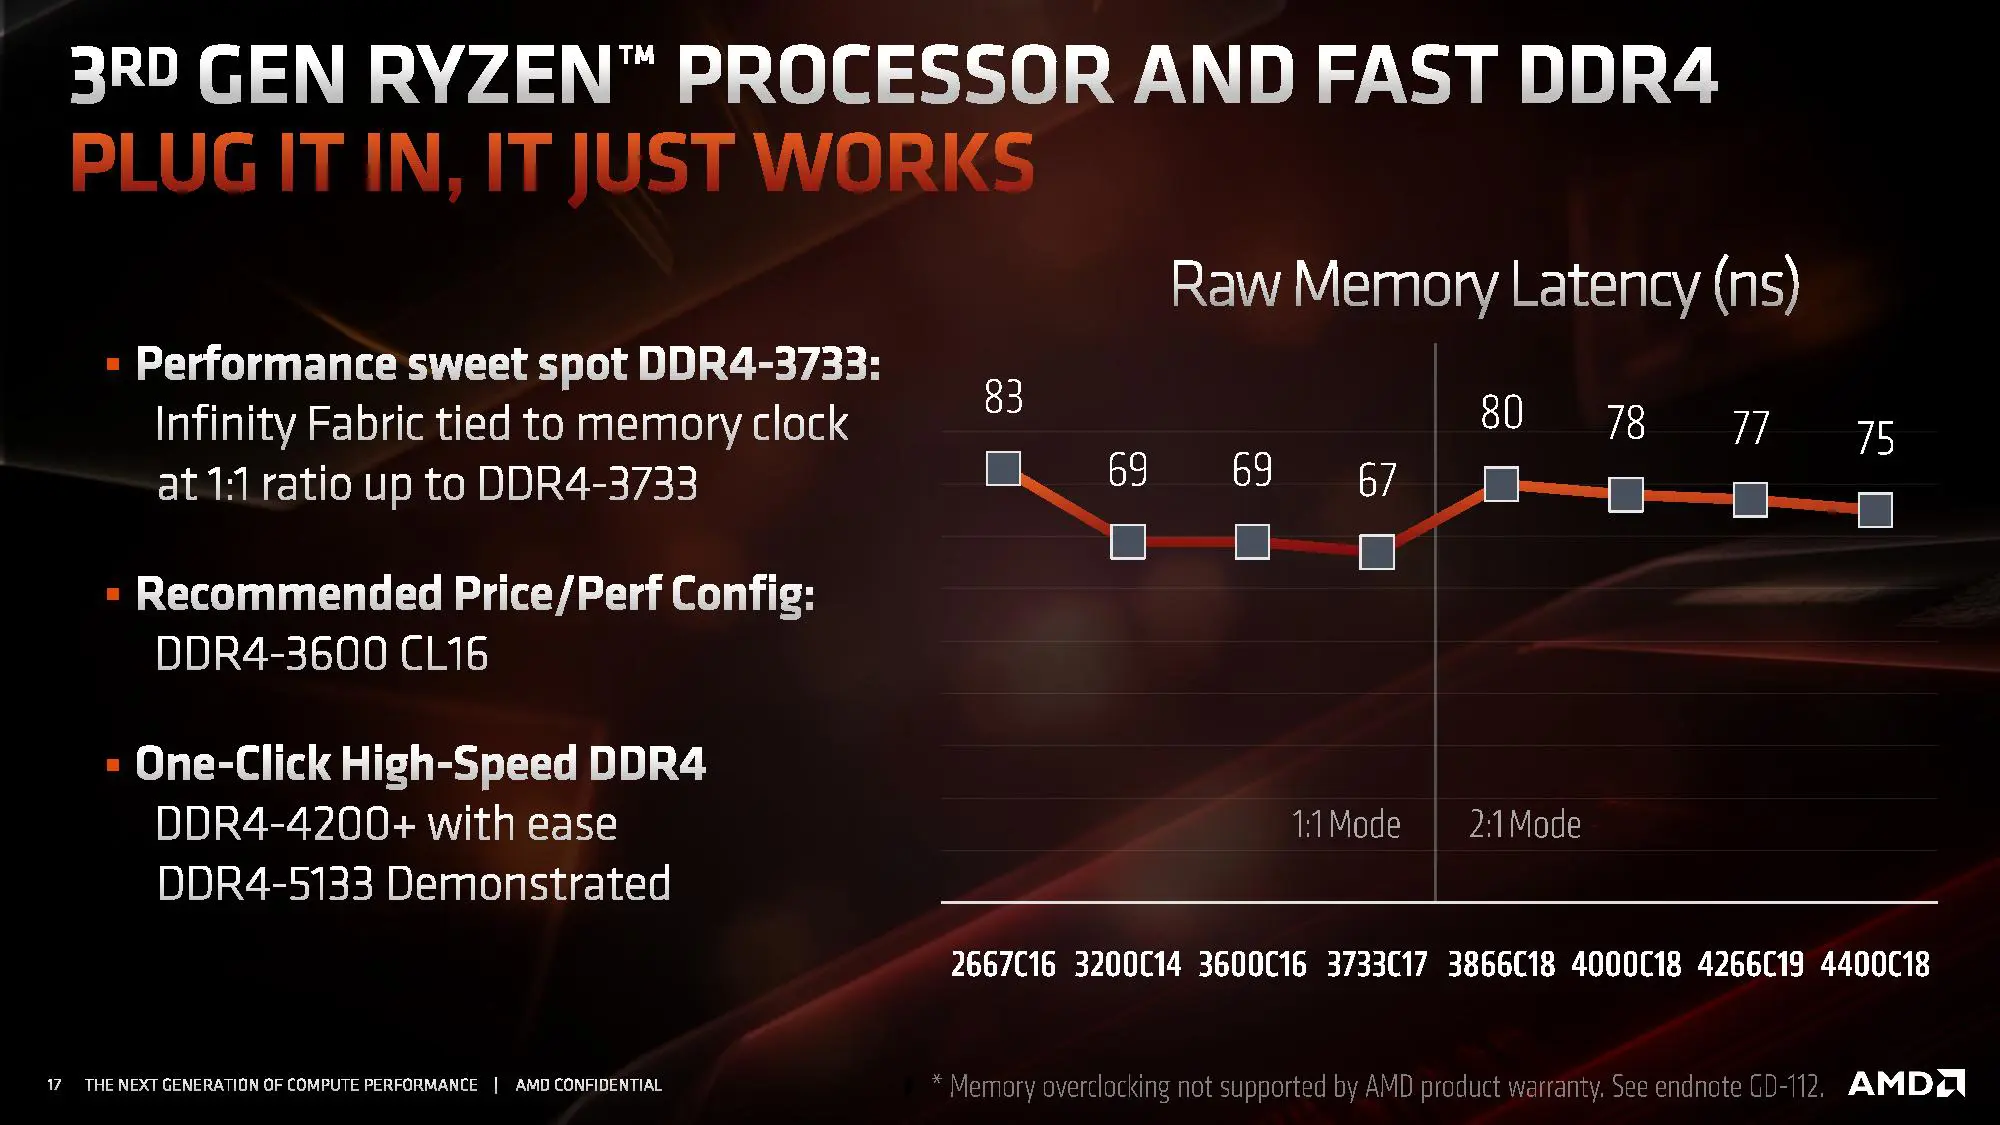 3RD GEN RYZEN™ PROCESSOR AND FAST DDR4
PLUG IT IN, IT JUST WORKS
▪ Performance sweet spot DDR4-3733:
Infinity Fabric tied to memory clock
at 1:1 ratio up to DDR4-3733
▪ Recommended Price/Perf Config:
DDR4-3600 CL16
▪ One-Click High-Speed DDR4
DDR4-4200+ with ease
DDR4-5133 Demonstrated
Raw Memory Latency (ns)
83 69 69 67 80 78 77 75
1:1 Mode 2:1 Mode
2667C16 3200C14 3600C16 3733C17 3866C18 4000C18 4266C19 4400C18
17 THE NEXT GENERATION OF COMPUTE PERFORMANCE | AMD CONFIDENTIAL
* Memory overclocking not supported by AMD product warranty. See endnote GD-112.
AMD